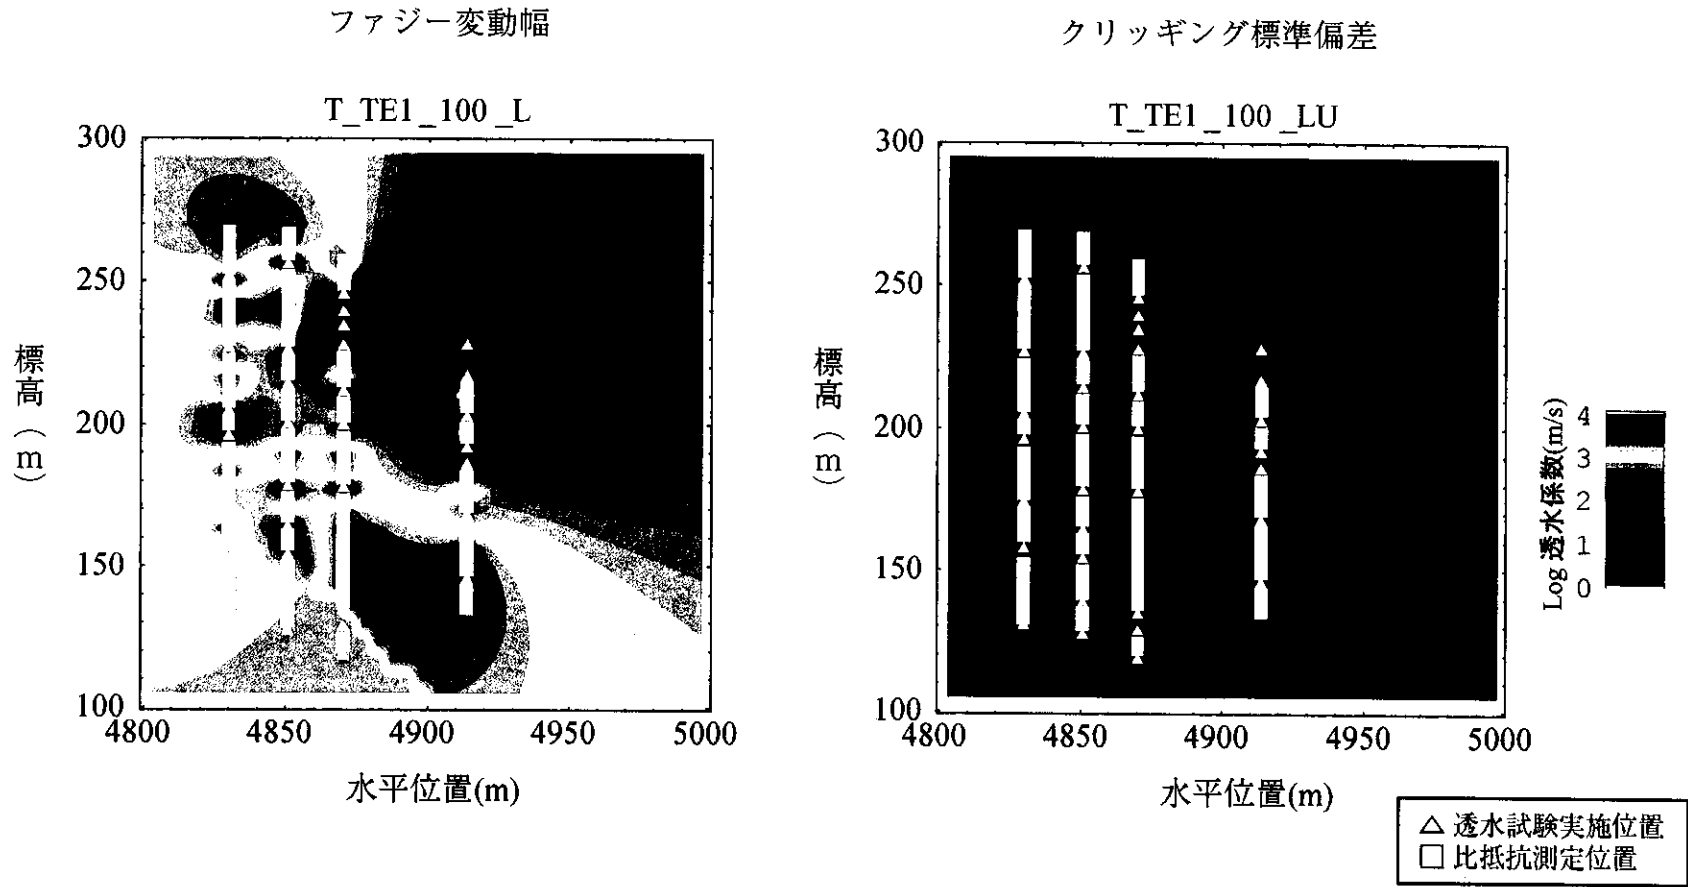 ファジー変動幅
T_TE1_100_L
300
250
200
150
100
標高(m)
4800 4850 4900 4950 5000
水平位置(m)
クリッギング標準偏差
T_TE1_100_LU
300
250
200
150
100
標高(m)
4800 4850 4900 4950 5000
水平位置(m)
Log 透水係数(m/s)
4
3
2
1
0
△ 透水試験実施位置
□ 比抵抗測定位置